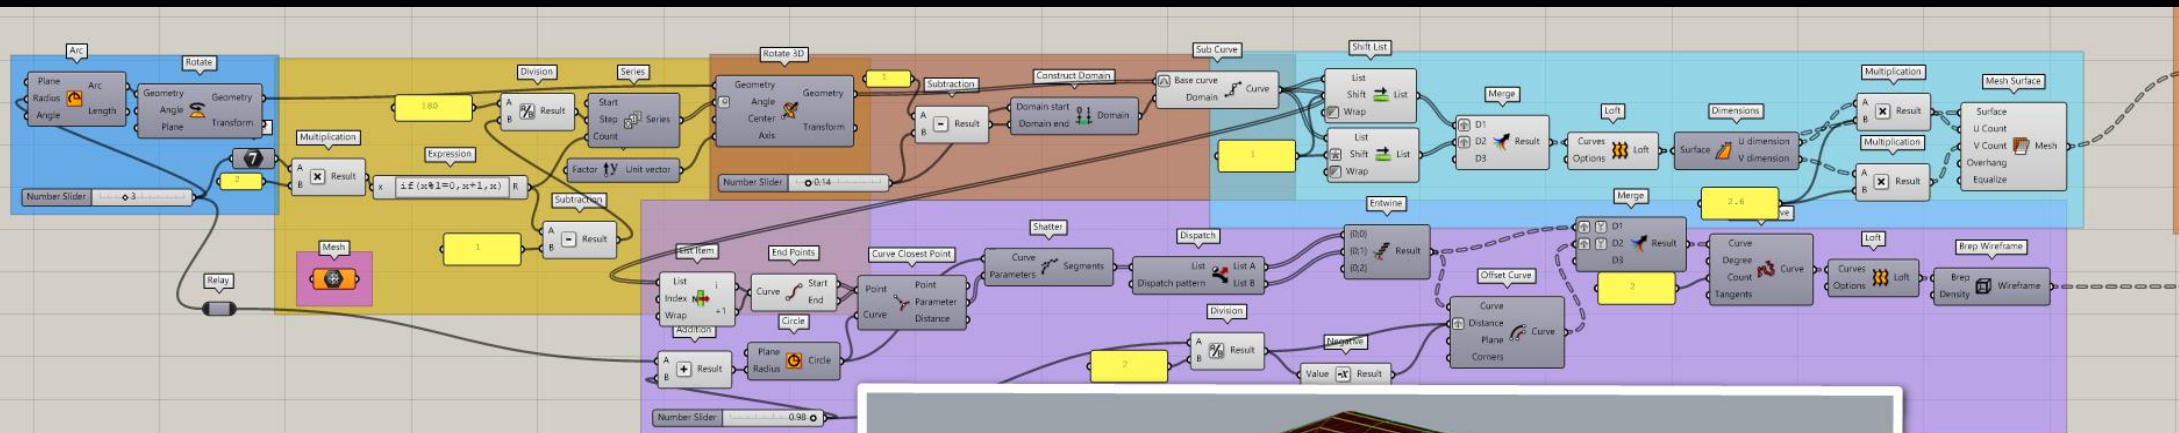 Arc
Plane
Radius
Angle
Arc
Length
Rotate
Geometry
Angle
Plane
Geometry
Transform
7
2
Number Slider
3
Relay
Mesh
Multiplication
A
B
Result
Expression
x
if(x%1=0,x+1,x)
R
180
Division
A
B
Result
Series
Start
Step
Count
Series
Factor
Unit vector
1
Subtraction
A
B
Result
Rotate 3D
Geometry
Angle
Center
Axis
Geometry
Transform
Number Slider
0.14
1
Subtraction
A
B
Result
Construct Domain
Domain start
Domain end
Domain
Sub Curve
Base curve
Domain
Curve
1
Shift List
List
Shift
Wrap
List
List
Shift
Wrap
List
Merge
D1
D2
D3
Result
Loft
Curves
Options
Loft
Dimensions
Surface
U dimension
V dimension
Multiplication
A
B
Result
Multiplication
A
B
Result
2.6
Mesh Surface
Surface
U Count
V Count
Overhang
Equalize
Mesh
List Item
List
Index
Wrap
i
+1
End Points
Curve
Start
End
Addition
A
B
Result
Circle
Plane
Radius
Circle
Number Slider
0.98
Curve Closest Point
Point
Curve
Point
Parameter
Distance
Shatter
Curve
Parameters
Segments
Dispatch
List
Dispatch pattern
List A
List B
Entwine
{0;0}
{0;1}
{0;2}
Result
2
Division
A
B
Result
Negative
Value
-x
Result
Offset Curve
Curve
Distance
Plane
Corners
Curve
Merge
D1
D2
D3
Result
2
ve
Curve
Degree
Count
Tangents
Curve
Loft
Curves
Options
Loft
Brep Wireframe
Brep
Density
Wireframe